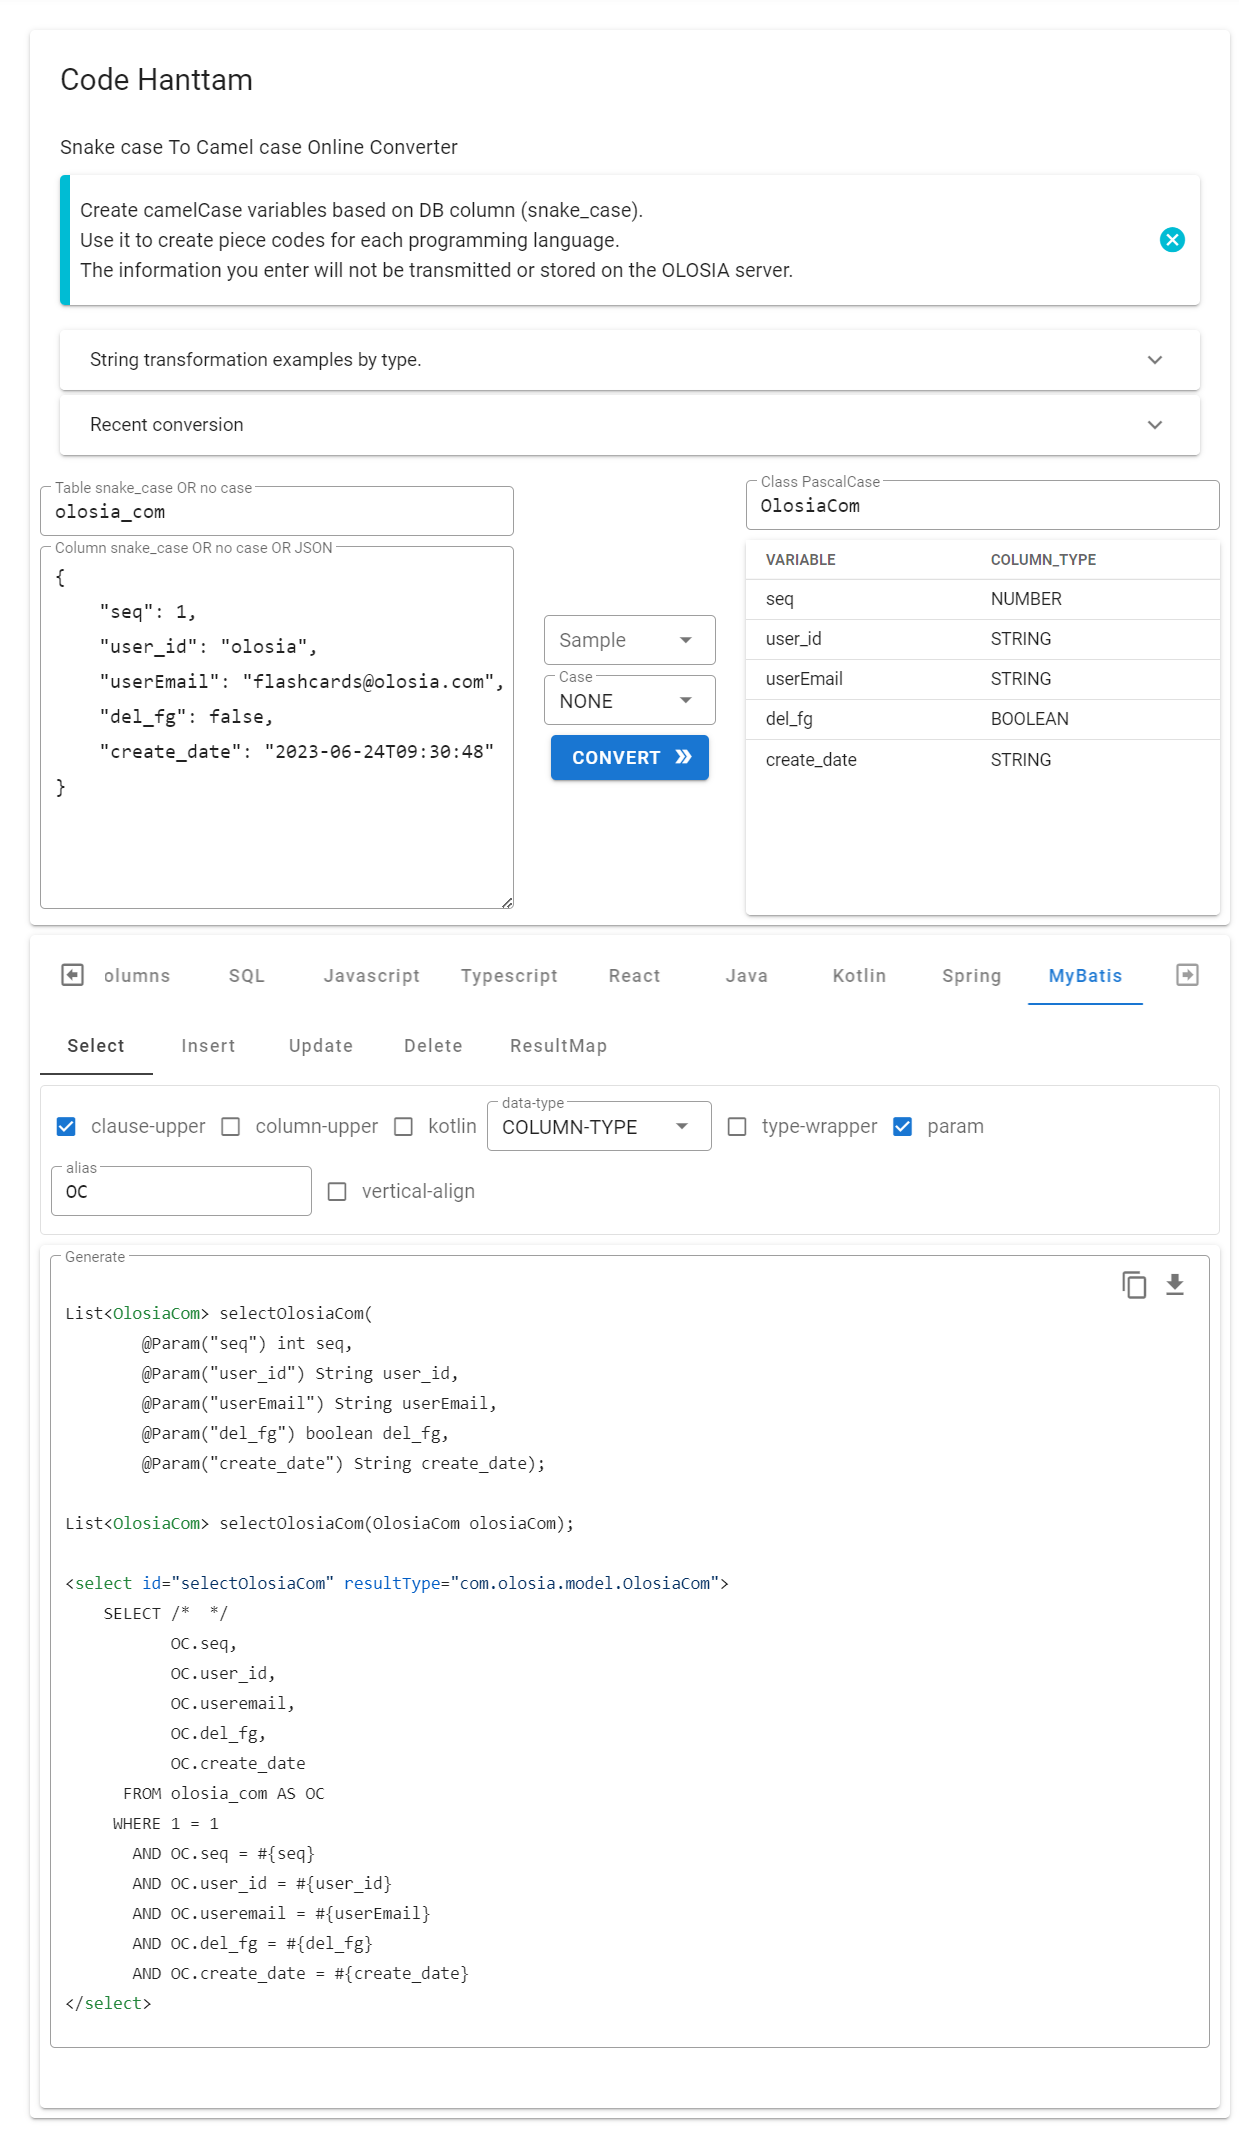 Code Hanttam
Snake case To Camel case Online Converter
Create camelCase variables based on DB column (snake_case).
Use it to create piece codes for each programming language.
The information you enter will not be transmitted or stored on the OLOSIA server.
String transformation examples by type.
Recent conversion
Table snake_case OR no case
olosia_com
Column snake_case OR no case OR JSON
{
    "seq": 1,
    "user_id": "olosia",
    "userEmail": "flashcards@olosia.com",
    "del_fg": false,
    "create_date": "2023-06-24T09:30:48"
}
Sample
Case
NONE
CONVERT
Class PascalCase
OlosiaCom
VARIABLE COLUMN_TYPE
seq NUMBER
user_id STRING
userEmail STRING
del_fg BOOLEAN
create_date STRING
olumns SQL Javascript Typescript React Java Kotlin Spring MyBatis
Select Insert Update Delete ResultMap
clause-upper column-upper kotlin data-type COLUMN-TYPE type-wrapper param
alias
OC vertical-align
Generate
List<OlosiaCom> selectOlosiaCom(
        @Param("seq") int seq,
        @Param("user_id") String user_id,
        @Param("userEmail") String userEmail,
        @Param("del_fg") boolean del_fg,
        @Param("create_date") String create_date);
List<OlosiaCom> selectOlosiaCom(OlosiaCom olosiaCom);
<select id="selectOlosiaCom" resultType="com.olosia.model.OlosiaCom">
    SELECT /*  */
           OC.seq,
           OC.user_id,
           OC.useremail,
           OC.del_fg,
           OC.create_date
      FROM olosia_com AS OC
     WHERE 1 = 1
       AND OC.seq = #{seq}
       AND OC.user_id = #{user_id}
       AND OC.useremail = #{userEmail}
       AND OC.del_fg = #{del_fg}
       AND OC.create_date = #{create_date}
</select>